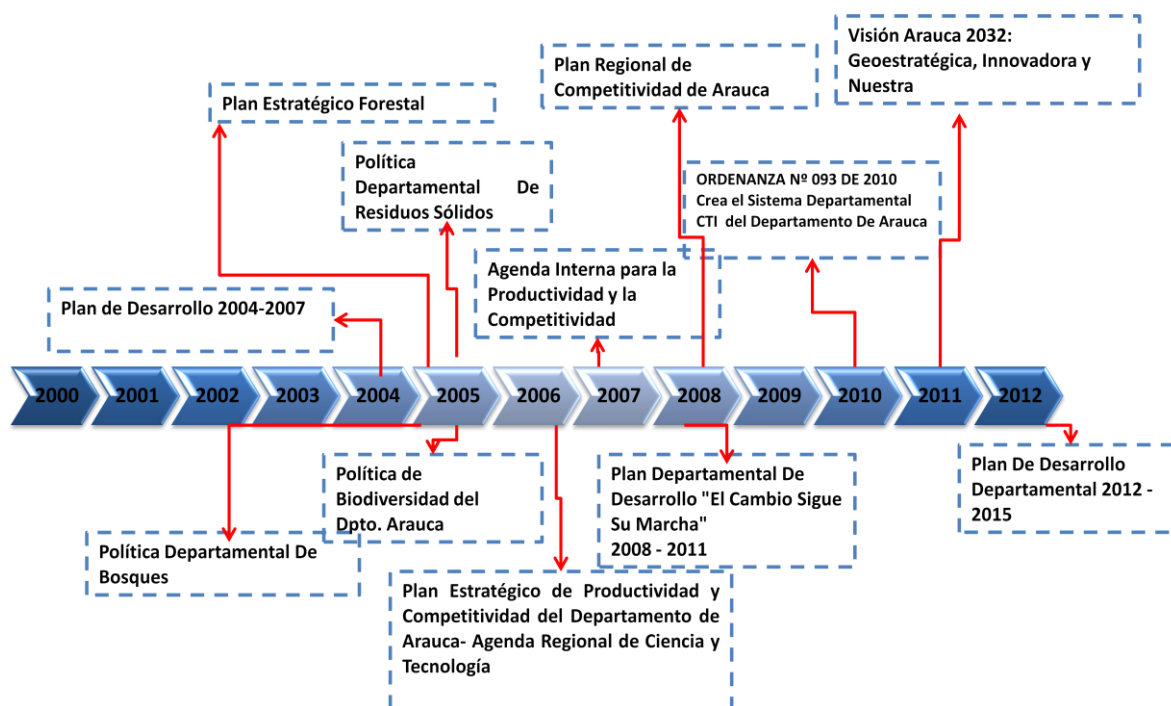 Visión Arauca 2032:
Geoestratégica, Innovadora y
Nuestra
Plan Regional de
Competitividad de Arauca
Plan Estratégico Forestal
Política
Departamental De
Residuos Sólidos
ORDENANZA Nº 093 DE 2010
Crea el Sistema Departamental
CTI del Departamento De Arauca
Agenda Interna para la
Productividad y la
Competitividad
Plan de Desarrollo 2004-2007
2000 2001 2002 2003 2004 2005 2006 2007 2008 2009 2010 2011 2012
Política de
Biodiversidad del
Dpto. Arauca
Plan Departamental De
Desarrollo "El Cambio Sigue
Su Marcha"
2008 - 2011
Plan De Desarrollo
Departamental 2012 -
2015
Política Departamental De
Bosques
Plan Estratégico de Productividad y
Competitividad del Departamento de
Arauca- Agenda Regional de Ciencia y
Tecnología